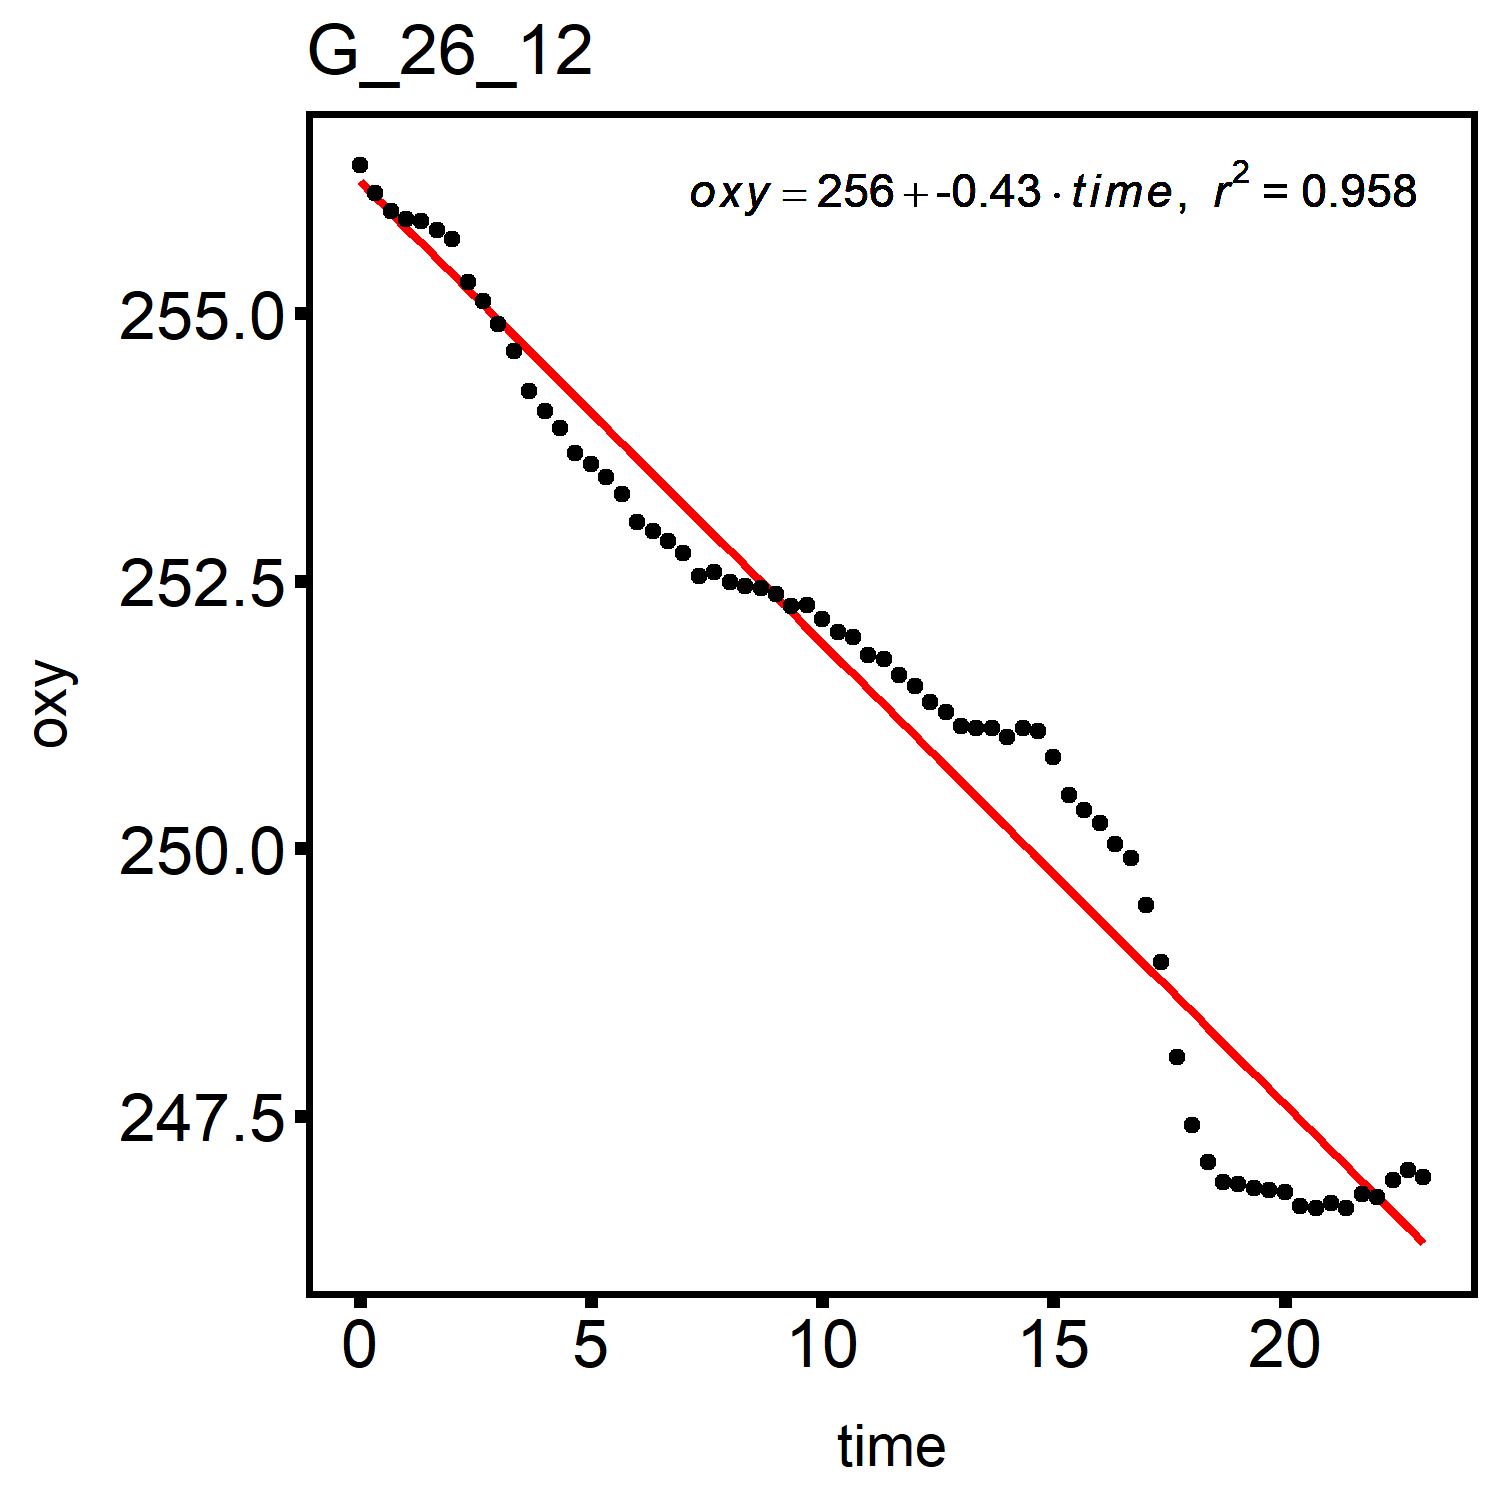 G_26_12
oxy = 256 + -0.43 · time, r² = 0.958
255.0
252.5
250.0
247.5
oxy
0 5 10 15 20
time